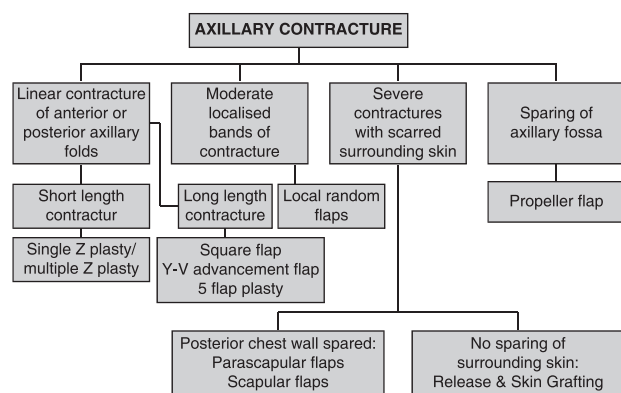 AXILLARY CONTRACTURE
Linear contracture
of anterior or
posterior axillary
folds
Moderate
localised
bands of
contracture
Severe
contractures
with scarred
surrounding skin
Sparing of
axillary fossa
Short length
contractur
Long length
contracture
Local random
flaps
Propeller flap
Single Z plasty/
multiple Z plasty
Square flap
Y-V advancement flap
5 flap plasty
Posterior chest wall spared:
Parascapular flaps
Scapular flaps
No sparing of
surrounding skin:
Release & Skin Grafting